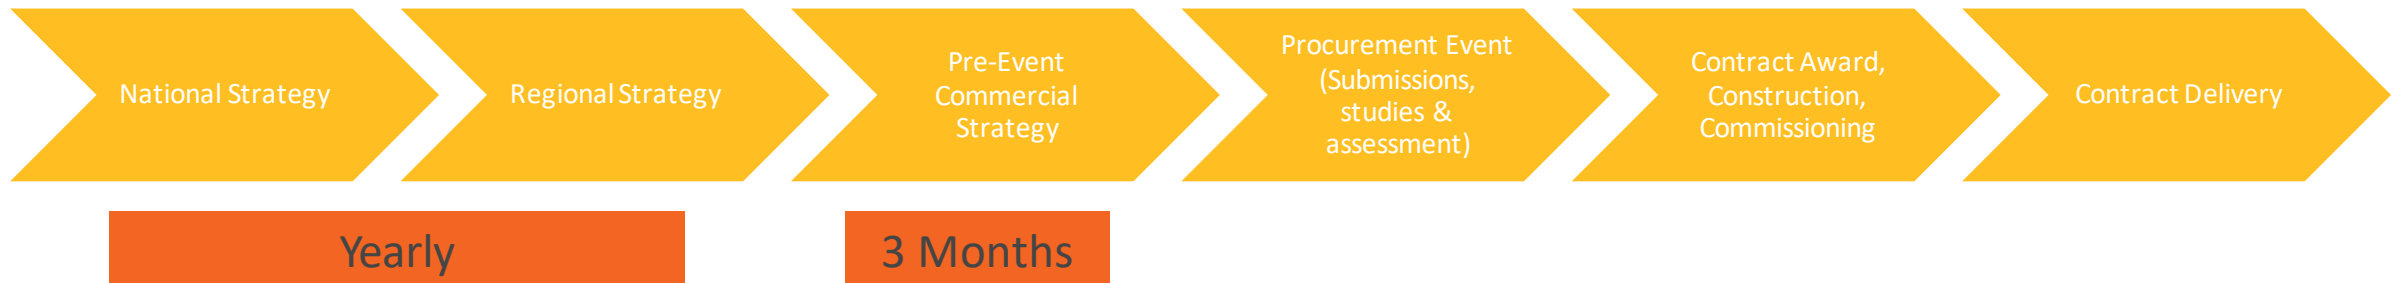 National Strategy
Regional Strategy
Pre-Event
Commercial
Strategy
Procurement Event
(Submissions,
studies &
assessment)
Contract Award,
Construction,
Commissioning
Contract Delivery
Yearly
3 Months